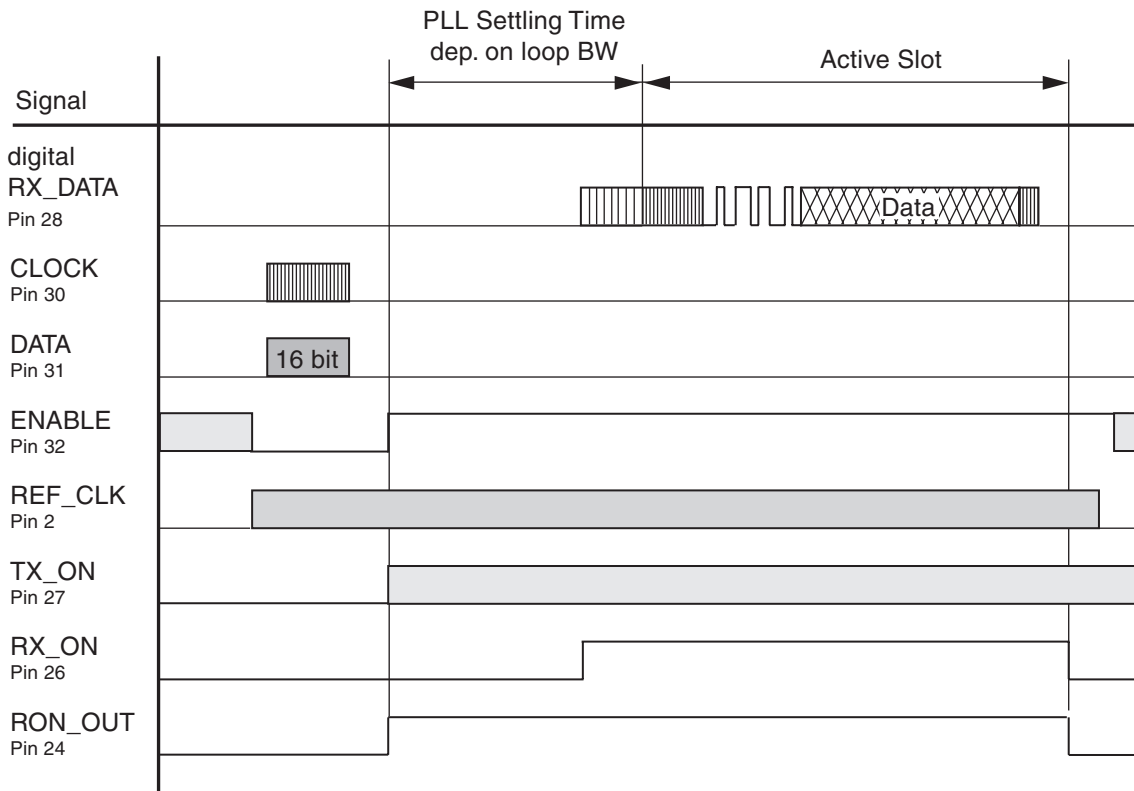 PLL Settling Time
dep. on loop BW
Active Slot
Signal
digital
RX_DATA
Pin 28
Data
CLOCK
Pin 30
DATA
Pin 31
16 bit
ENABLE
Pin 32
REF_CLK
Pin 2
TX_ON
Pin 27
RX_ON
Pin 26
RON_OUT
Pin 24